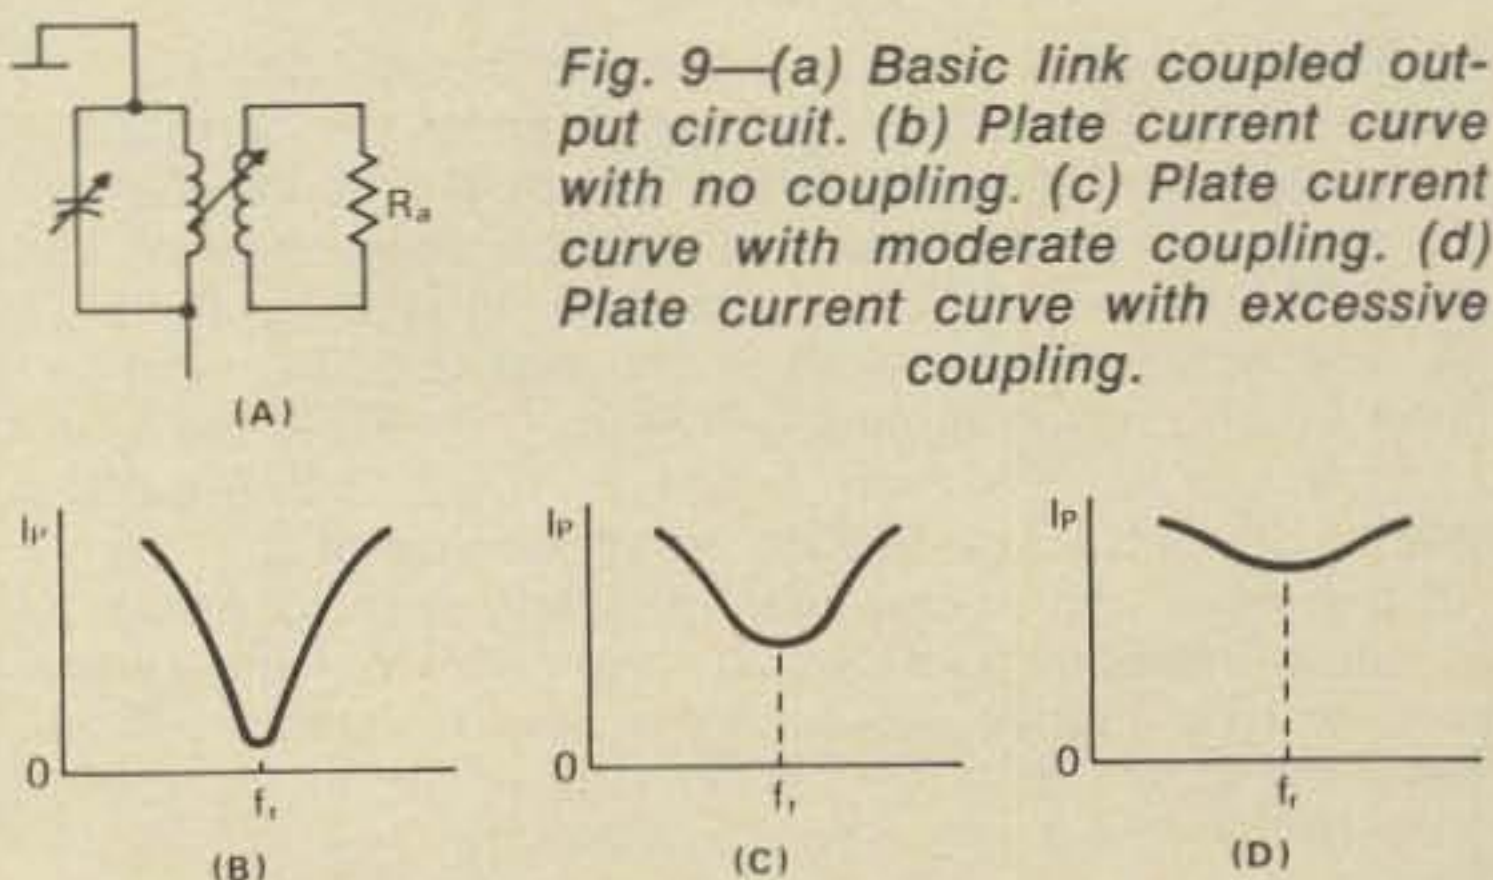 Fig. 9—(a) Basic link coupled out-
put circuit. (b) Plate current curve
with no coupling. (c) Plate current
curve with moderate coupling. (d)
Plate current curve with excessive
coupling.
Ra
(A)
IP
0
fr
(B)
IP
0
fr
(C)
IP
0
fr
(D)